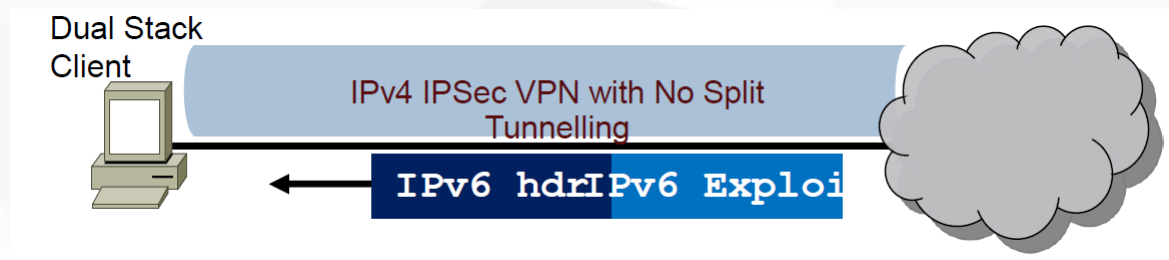 Dual Stack
Client
IPv4 IPSec VPN with No Split
Tunnelling
IPv6 hdrIPv6 Exploi